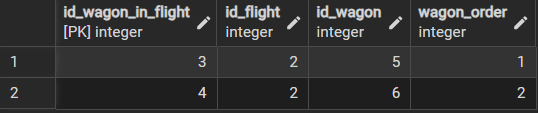 id_wagon_in_flight id_flight id_wagon wagon_order
[PK] integer integer integer integer
1 3 2 5 1
2 4 2 6 2